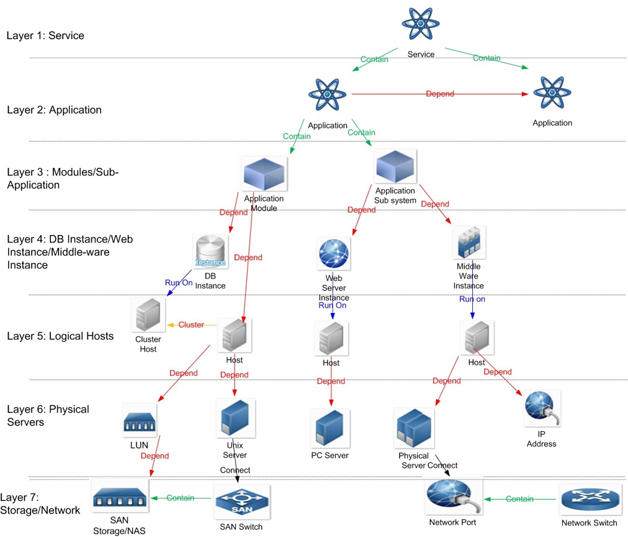 Layer 1: Service
Service
Contain
Contain
Layer 2: Application
Depend
Application
Application
Contain
Contain
Layer 3 : Modules/Sub-
Application
Application
Module
Application
Sub system
Depend
Depend
Depend
Depend
Layer 4: DB Instance/Web
Instance/Middle-ware
Instance
Instance
DB
Instance
Web
Server
Instance
Middle
Ware
Instance
Run On
Run On
Run on
Layer 5: Logical Hosts
Cluster
Cluster
Host
Host
Host
Host
Depend
Depend
Depend
Depend
Depend
Layer 6: Physical
Servers
LUN
Unix
Server
PC Server
Physical
Server
IP
Address
Depend
Connect
Connect
Layer 7:
Storage/Network
Contain
SAN
Contain
SAN
Storage/NAS
SAN Switch
Network Port
Network Switch